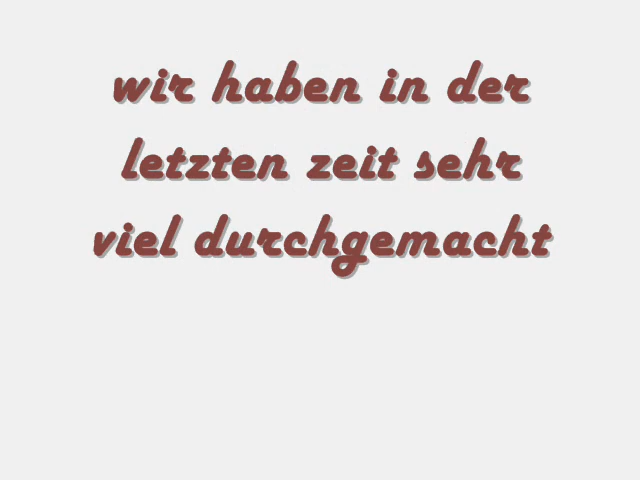 wir haben in der
letzten zeit sehr
viel durchgemacht